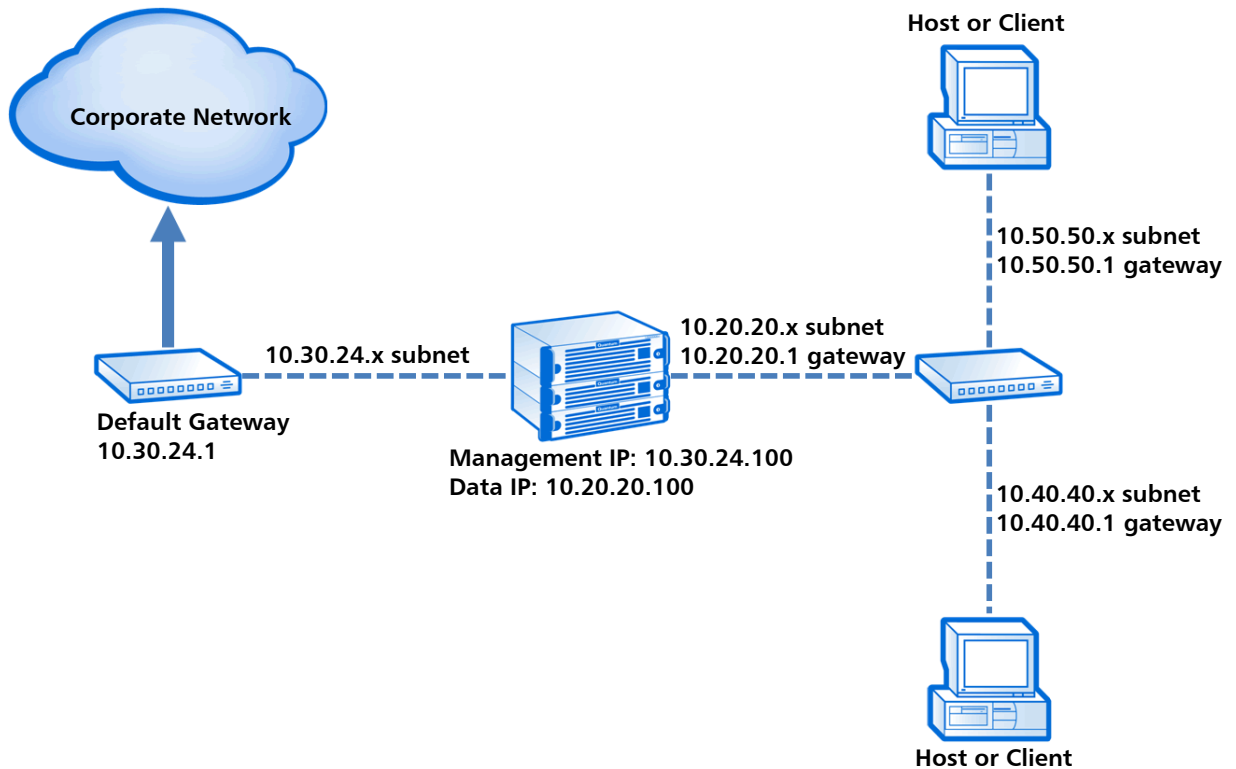 Host or Client
Corporate Network
10.50.50.x subnet
10.50.50.1 gateway
10.20.20.x subnet
10.20.20.1 gateway
10.30.24.x subnet
Default Gateway
10.30.24.1
Management IP: 10.30.24.100
Data IP: 10.20.20.100
10.40.40.x subnet
10.40.40.1 gateway
Host or Client